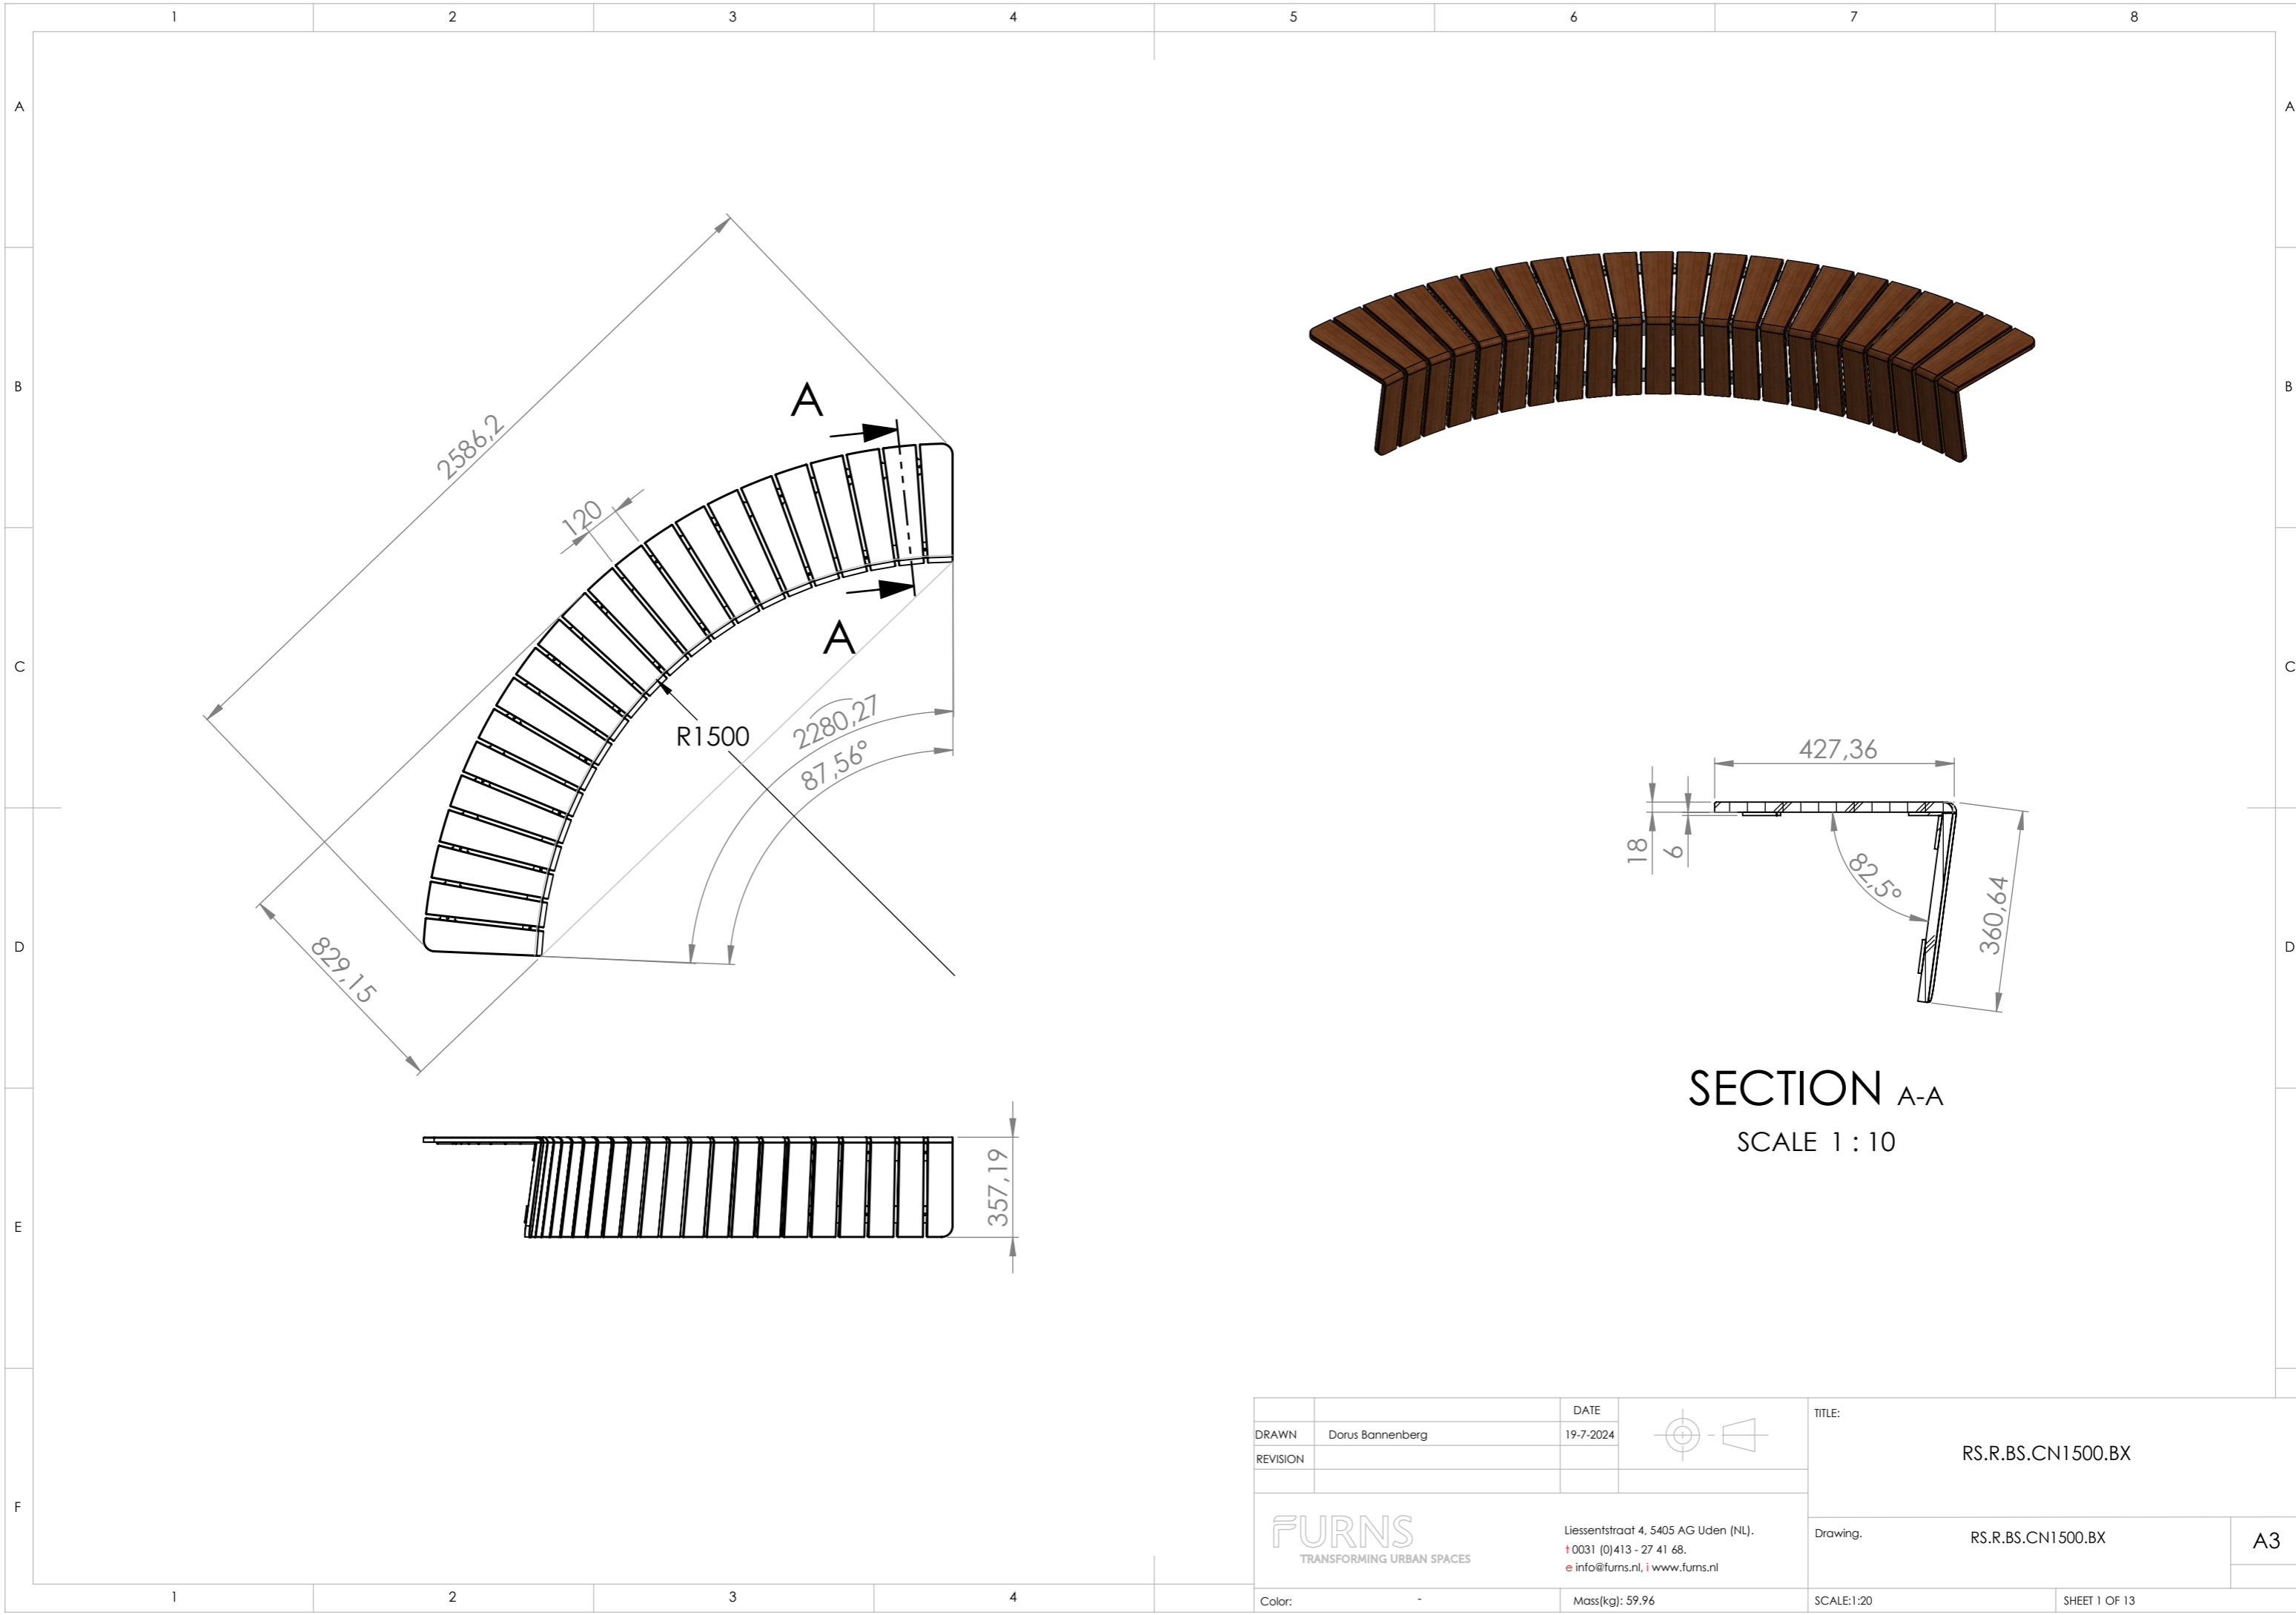 1 2 3 4 5 6 7 8
A A
B B
C C
D D
E
F
2586,2
120
A
A
R1500
2280,27
87,56°
829,15
357,19
427,36
18
6
82,5°
360,64
SECTION A-A
SCALE 1 : 10
DATE
DRAWN Dorus Bannenberg 19-7-2024
REVISION
TITLE:
RS.R.BS.CN1500.BX
FURNS
TRANSFORMING URBAN SPACES
Liessentstraat 4, 5405 AG Uden (NL).
t 0031 (0)413 - 27 41 68.
e info@furns.nl, i www.furns.nl
Drawing. RS.R.BS.CN1500.BX A3
Color: - Mass(kg): 59.96 SCALE:1:20 SHEET 1 OF 13
1 2 3 4